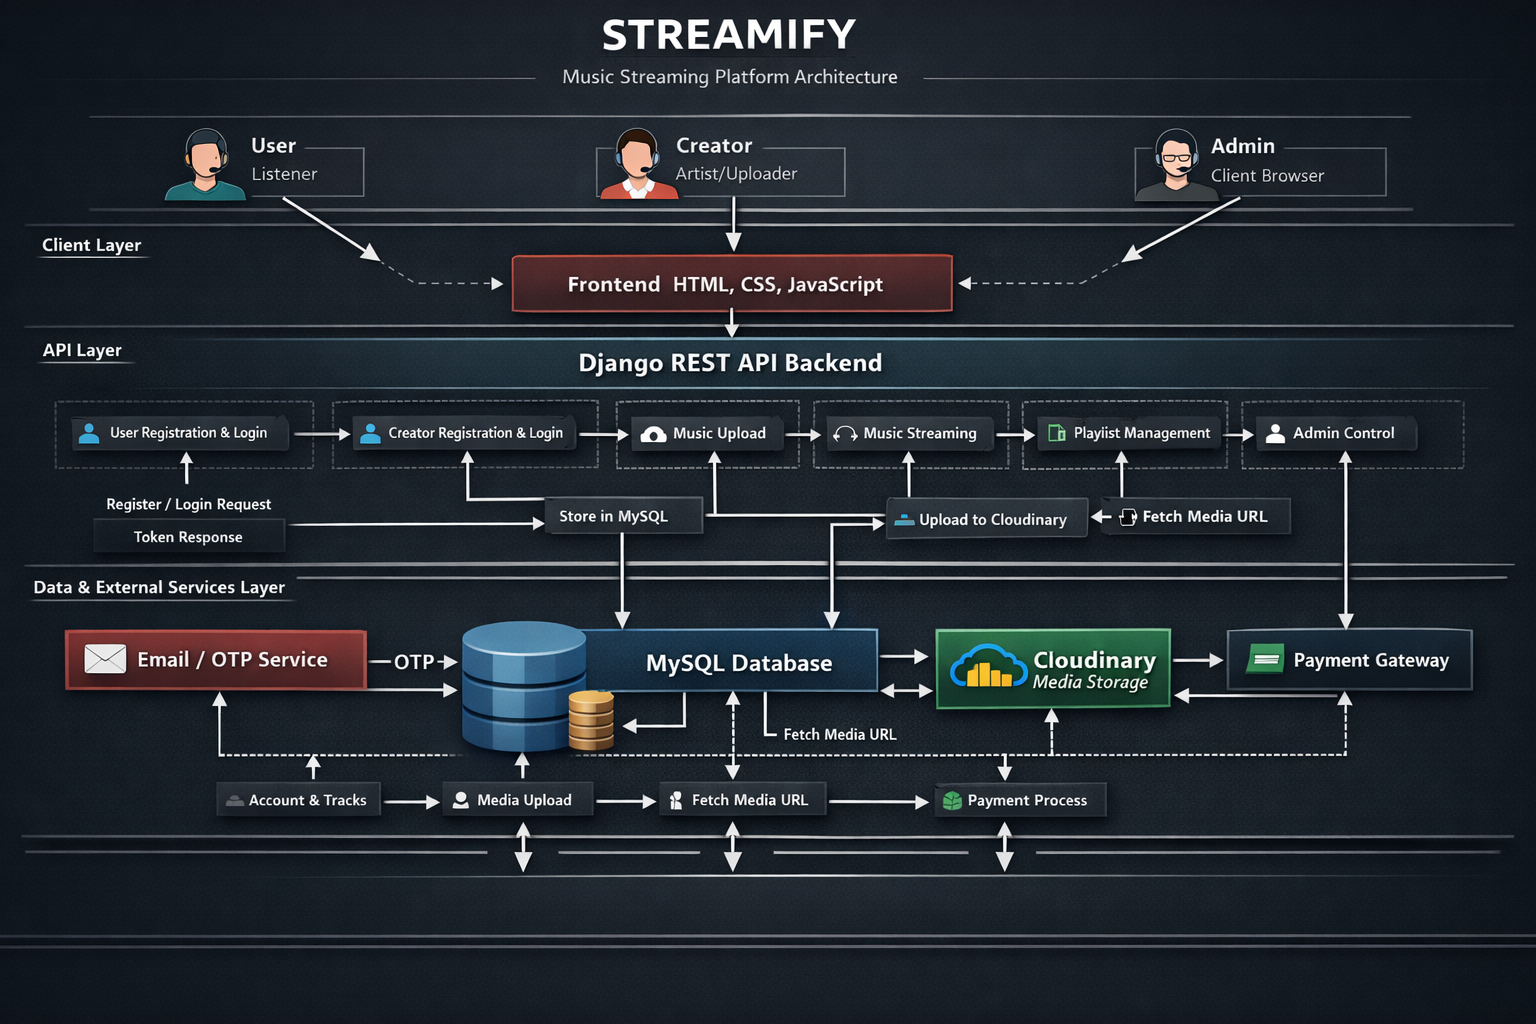 STREAMIFY
Music Streaming Platform Architecture
User
Listener
Creator
Artist/Uploader
Admin
Client Browser
Client Layer
Frontend HTML, CSS, JavaScript
API Layer
Django REST API Backend
User Registration & Login
Creator Registration & Login
Music Upload
Music Streaming
Playlist Management
Admin Control
Register / Login Request
Token Response
Store in MySQL
Upload to Cloudinary
Fetch Media URL
Data & External Services Layer
Email / OTP Service
OTP
MySQL Database
Cloudinary
Media Storage
Payment Gateway
Fetch Media URL
Account & Tracks
Media Upload
Fetch Media URL
Payment Process